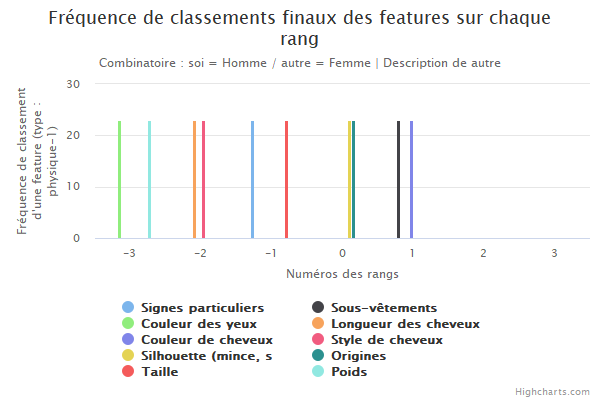 Fréquence de classements finaux des features sur chaque
rang
Combinatoire : soi = Homme / autre = Femme | Description de autre
Fréquence de classement
d'une feature (type :
physique-1)
30
20
10
0
-3
-2
-1
0
1
2
3
Numéros des rangs
Signes particuliers
Sous-vêtements
Couleur des yeux
Longueur des cheveux
Couleur de cheveux
Style de cheveux
Silhouette (mince, s
Origines
Taille
Poids
Highcharts.com